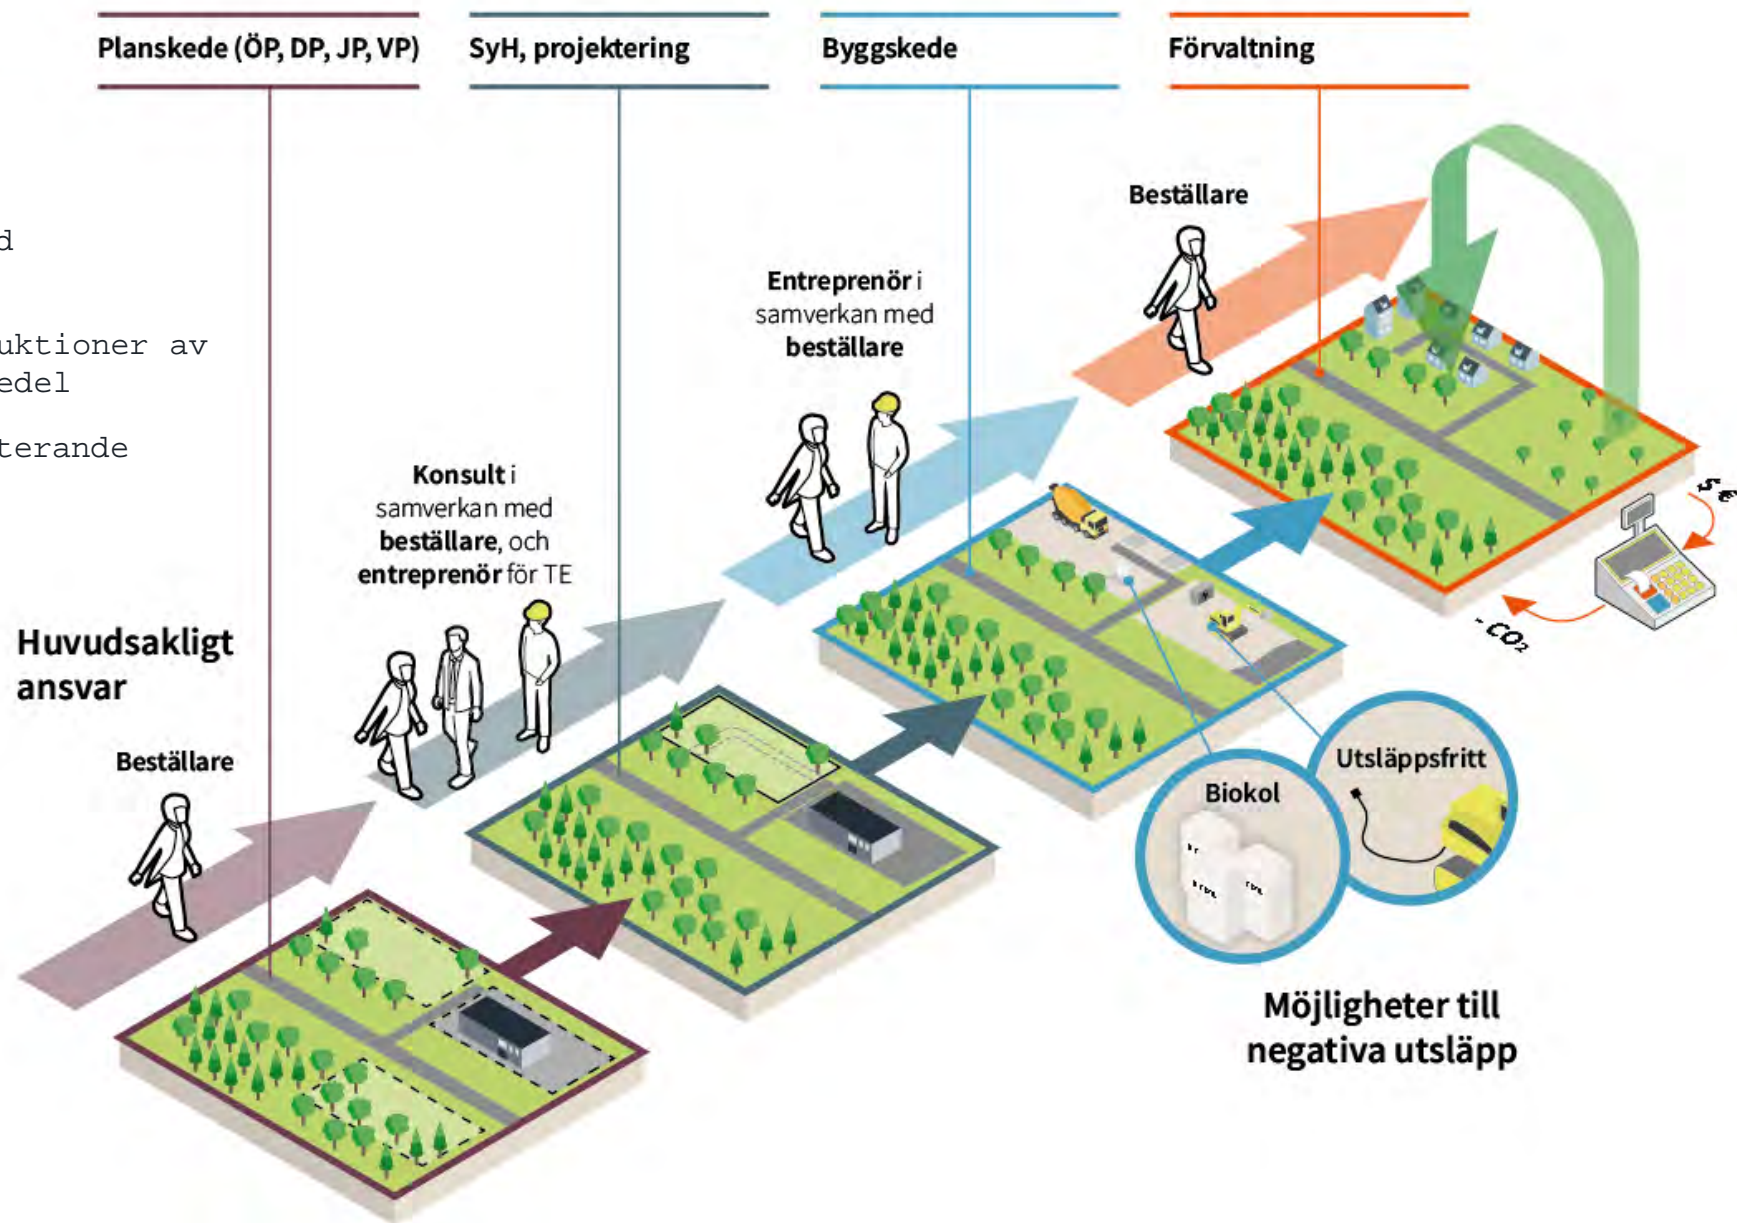 Planskede (ÖP, DP, JP, VP)
SyH, projektering
Byggskede
Förvaltning
d
uktioner av
edel
terande
Beställare
Entreprenör i
samverkan med
beställare
Konsult i
samverkan med
beställare, och
entreprenör för TE
Huvudsakligt
ansvar
Beställare
$ €
- CO₂
Utsläppsfritt
Biokol
Möjligheter till
negativa utsläpp